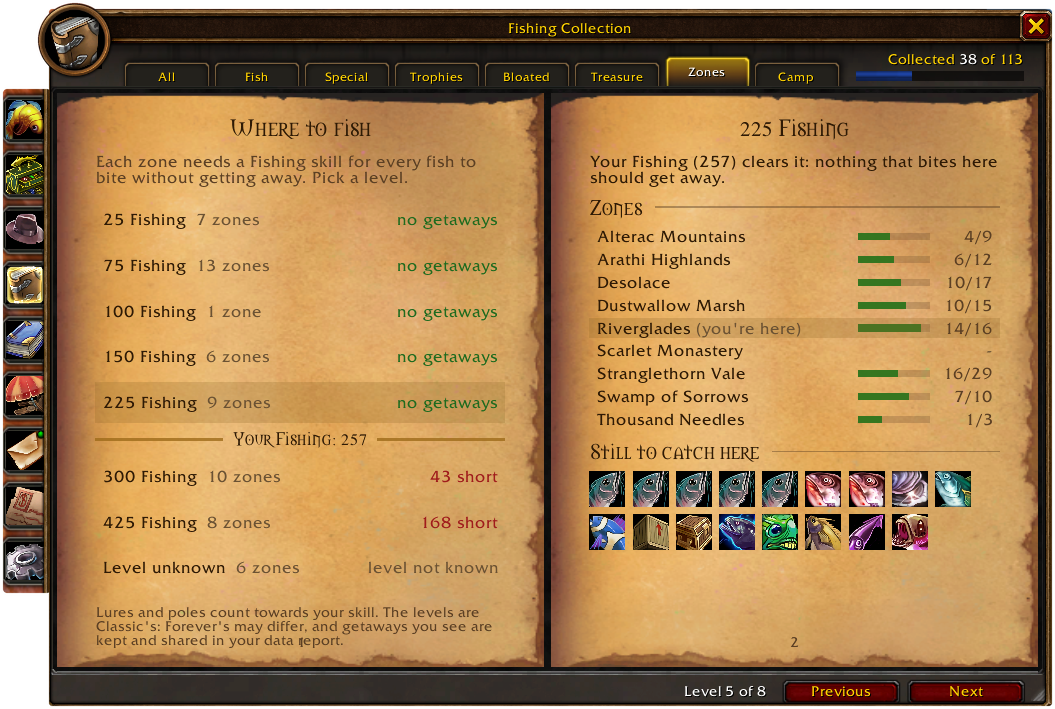 Fishing Collection
Collected 38 of 113
All
Fish
Special
Trophies
Bloated
Treasure
Zones
Camp
Where to fish
Each zone needs a Fishing skill for every fish to
bite without getting away. Pick a level.
25 Fishing 7 zones no getaways
75 Fishing 13 zones no getaways
100 Fishing 1 zone no getaways
150 Fishing 6 zones no getaways
225 Fishing 9 zones no getaways
Your Fishing: 257
300 Fishing 10 zones 43 short
425 Fishing 8 zones 168 short
Level unknown 6 zones level not known
Lures and poles count towards your skill. The levels are
Classic's: Forever's may differ, and getaways you see are
kept and shared in your data report.
225 Fishing
Your Fishing (257) clears it: nothing that bites here
should get away.
Zones
Alterac Mountains 4/9
Arathi Highlands 6/12
Desolace 10/17
Dustwallow Marsh 10/15
Riverglades (you're here) 14/16
Scarlet Monastery -
Stranglethorn Vale 16/29
Swamp of Sorrows 7/10
Thousand Needles 1/3
Still to catch here
2
Level 5 of 8
Previous
Next